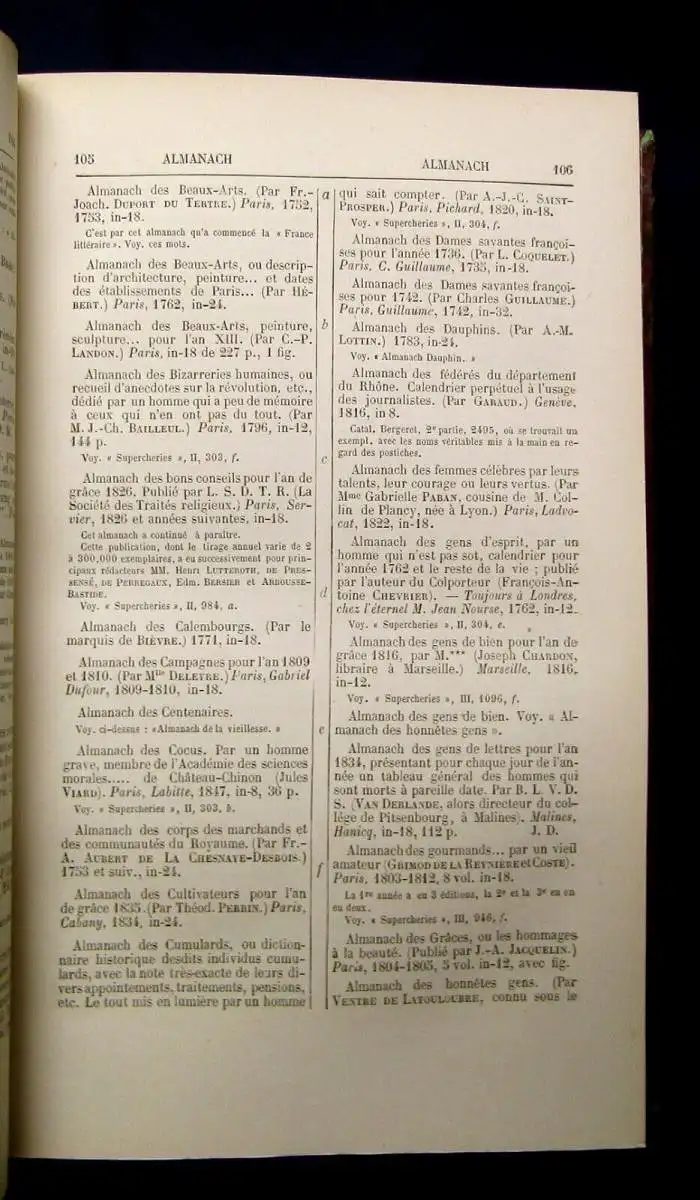 105 ALMANACH
Almanach des Beaux-Arts. (Par Fr.-
Joach. DUPORT DU TERTRE.) Paris, 1752,
1753, in-18.
C'est par cet almanach qu'a commencé la « France
littéraire ». Voy. ces mots.
Almanach des Beaux-Arts, ou descrip-
tion d'architecture, peinture... et dates
des établissements de Paris... (Par HÉ-
BERT.) Paris, 1762, in-24.
Almanach des Beaux-Arts, peinture,
sculpture... pour l'an XIII. (Par C.-P.
LANDON.) Paris, in-18 de 227 p., 1 fig.
Almanach des Bizarreries humaines, ou
recueil d'anecdotes sur la révolution, etc.,
dédié par un homme qui a peu de mémoire
à ceux qui n'en ont pas du tout. (Par
M. J.-Ch. BAILLEUL.) Paris, 1796, in-12,
144 p.
Voy. « Supercheries », II, 303, f.
Almanach des bons conseils pour l'an de
grâce 1826. Publié par L. S. D. T. R. (La
Société des Traités religieux.) Paris, Ser-
vier, 1826 et années suivantes, in-18.
Cet almanach a continué à paraître.
Cette publication, dont le tirage annuel varie de 2
à 300,000 exemplaires, a eu successivement pour prin-
cipaux rédacteurs MM. Henri LUTTEROTH, DE PRES-
SENSÉ, DE PERREGAUX, Edm. BERSIER et ABBOUSSE-
BASTIDE.
Voy. « Supercheries », II, 984, a.
Almanach des Calembourgs. (Par le
marquis de BIÈVRE.) 1771, in-18.
Almanach des Campagnes pour l'an 1809
et 1810. (Par Mlle DELEYRE.) Paris, Gabriel
Dufour, 1809-1810, in-18.
Almanach des Centenaires.
Voy. ci-dessus : «Almanach de la vieillesse. »
Almanach des Cocus. Par un homme
grave, membre de l'Académie des sciences
morales..... de Château-Chinon (Jules
VIARD). Paris, Labitte, 1847, in-8, 36 p.
Voy. « Supercheries », II, 303, b.
Almanach des corps des marchands et
des communautés du Royaume. (Par Fr.-
A. AUBERT DE LA CHESNAYE-DESBOIS.)
1753 et suiv., in-24.
Almanach des Cultivateurs pour l'an
de grâce 1835. (Par Théod. PERRIN.) Paris,
Cabany, 1834, in-24.
Almanach des Cumulards, ou diction-
naire historique desdits individus cumu-
lards, avec la note très-exacte de leurs di-
vers appointements, traitements, pensions,
etc. Le tout mis en lumière par un homme
a
b
c
d
e
f
ALMANACH 106
qui sait compter. (Par A.-J.-C. SAINT-
PROSPER.) Paris, Pichard, 1820, in-18.
Voy. « Supercheries », II, 304, f.
Almanach des Dames savantes françoi-
ses pour l'année 1736. (Par L. COQUELET.)
Paris, C. Guillaume, 1735, in-18.
Almanach des Dames savantes françoi-
ses pour 1742. (Par Charles GUILLAUME.)
Paris, Guillaume, 1742, in-32.
Almanach des Dauphins. (Par A.-M.
LOTTIN.) 1783, in-24.
Voy. « Almanach Dauphin. »
Almanach des fédérés du département
du Rhône. Calendrier perpétuel à l'usage
des journalistes. (Par GARAUD.) Genève,
1816, in 8.
Catal. Bergeret, 2e partie, 2495, où se trouvait un
exempl. avec les noms véritables mis à la main en re-
gard des postiches.
Almanach des femmes célèbres par leurs
talents, leur courage ou leurs vertus. (Par
Mme Gabrielle PABAN, cousine de M. Col-
lin de Plancy, née à Lyon.) Paris, Ladvo-
cat, 1822, in-18.
Almanach des gens d'esprit, par un
homme qui n'est pas sot, calendrier pour
l'année 1762 et le reste de la vie ; publié
par l'auteur du Colporteur (François-An-
toine CHEVRIER). — Toujours à Londres,
chez l'éternel M. Jean Nourse, 1762, in-12.
Voy. « Supercheries », II, 304, e.
Almanach des gens de bien pour l'an de
grâce 1816, par M.*** (Joseph CHARDON,
libraire à Marseille.) Marseille, 1816,
in-12.
Voy. « Supercheries », III, 1096, f.
Almanach des gens de bien. Voy. « Al-
manach des honnêtes gens ».
Almanach des gens de lettres pour l'an
1834, présentant pour chaque jour de l'an-
née un tableau général des hommes qui
sont morts à pareille date. Par B. L. V. D.
S. (VAN DERLANDE, alors directeur du col-
lége de Pitsenbourg, à Malines). Malines,
Hanicq, in-18, 112 p. J. D.
Almanach des gourmands... par un vieil
amateur (GRIMOD DE LA REYNIÈRE et COSTE).
Paris, 1803-1812, 8 vol. in-18.
La 1re année a eu 3 éditions, la 2e et la 3e en ont
eu deux.
Voy. « Supercheries », III, 946, f.
Almanach des Grâces, ou les hommages
à la beauté. (Publié par J.-A. JACQUELIN.)
Paris, 1804-1805, 5 vol. in-12, avec fig.
Almanach des honnêtes gens. (Par
VENTRE DE LATOULOUBRE, connu sous le